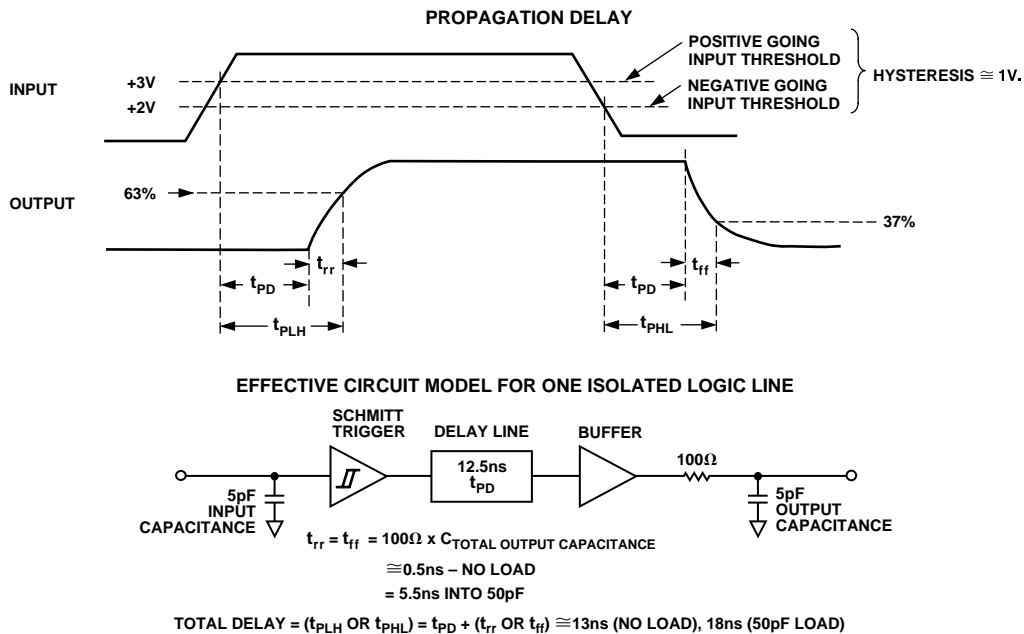 PROPAGATION DELAY
POSITIVE GOING
INPUT THRESHOLD
INPUT
+3V
+2V
NEGATIVE GOING
INPUT THRESHOLD
HYSTERESIS ≅ 1V.
OUTPUT
63%
37%
trr
tff
tPD
tPD
tPLH
tPHL
EFFECTIVE CIRCUIT MODEL FOR ONE ISOLATED LOGIC LINE
SCHMITT
TRIGGER
DELAY LINE
BUFFER
12.5ns
tPD
100Ω
5pF
INPUT
CAPACITANCE
5pF
OUTPUT
CAPACITANCE
trr = tff = 100Ω x CTOTAL OUTPUT CAPACITANCE
≅0.5ns – NO LOAD
= 5.5ns INTO 50pF
TOTAL DELAY = (tPLH OR tPHL) = tPD + (trr OR tff) ≅13ns (NO LOAD), 18ns (50pF LOAD)